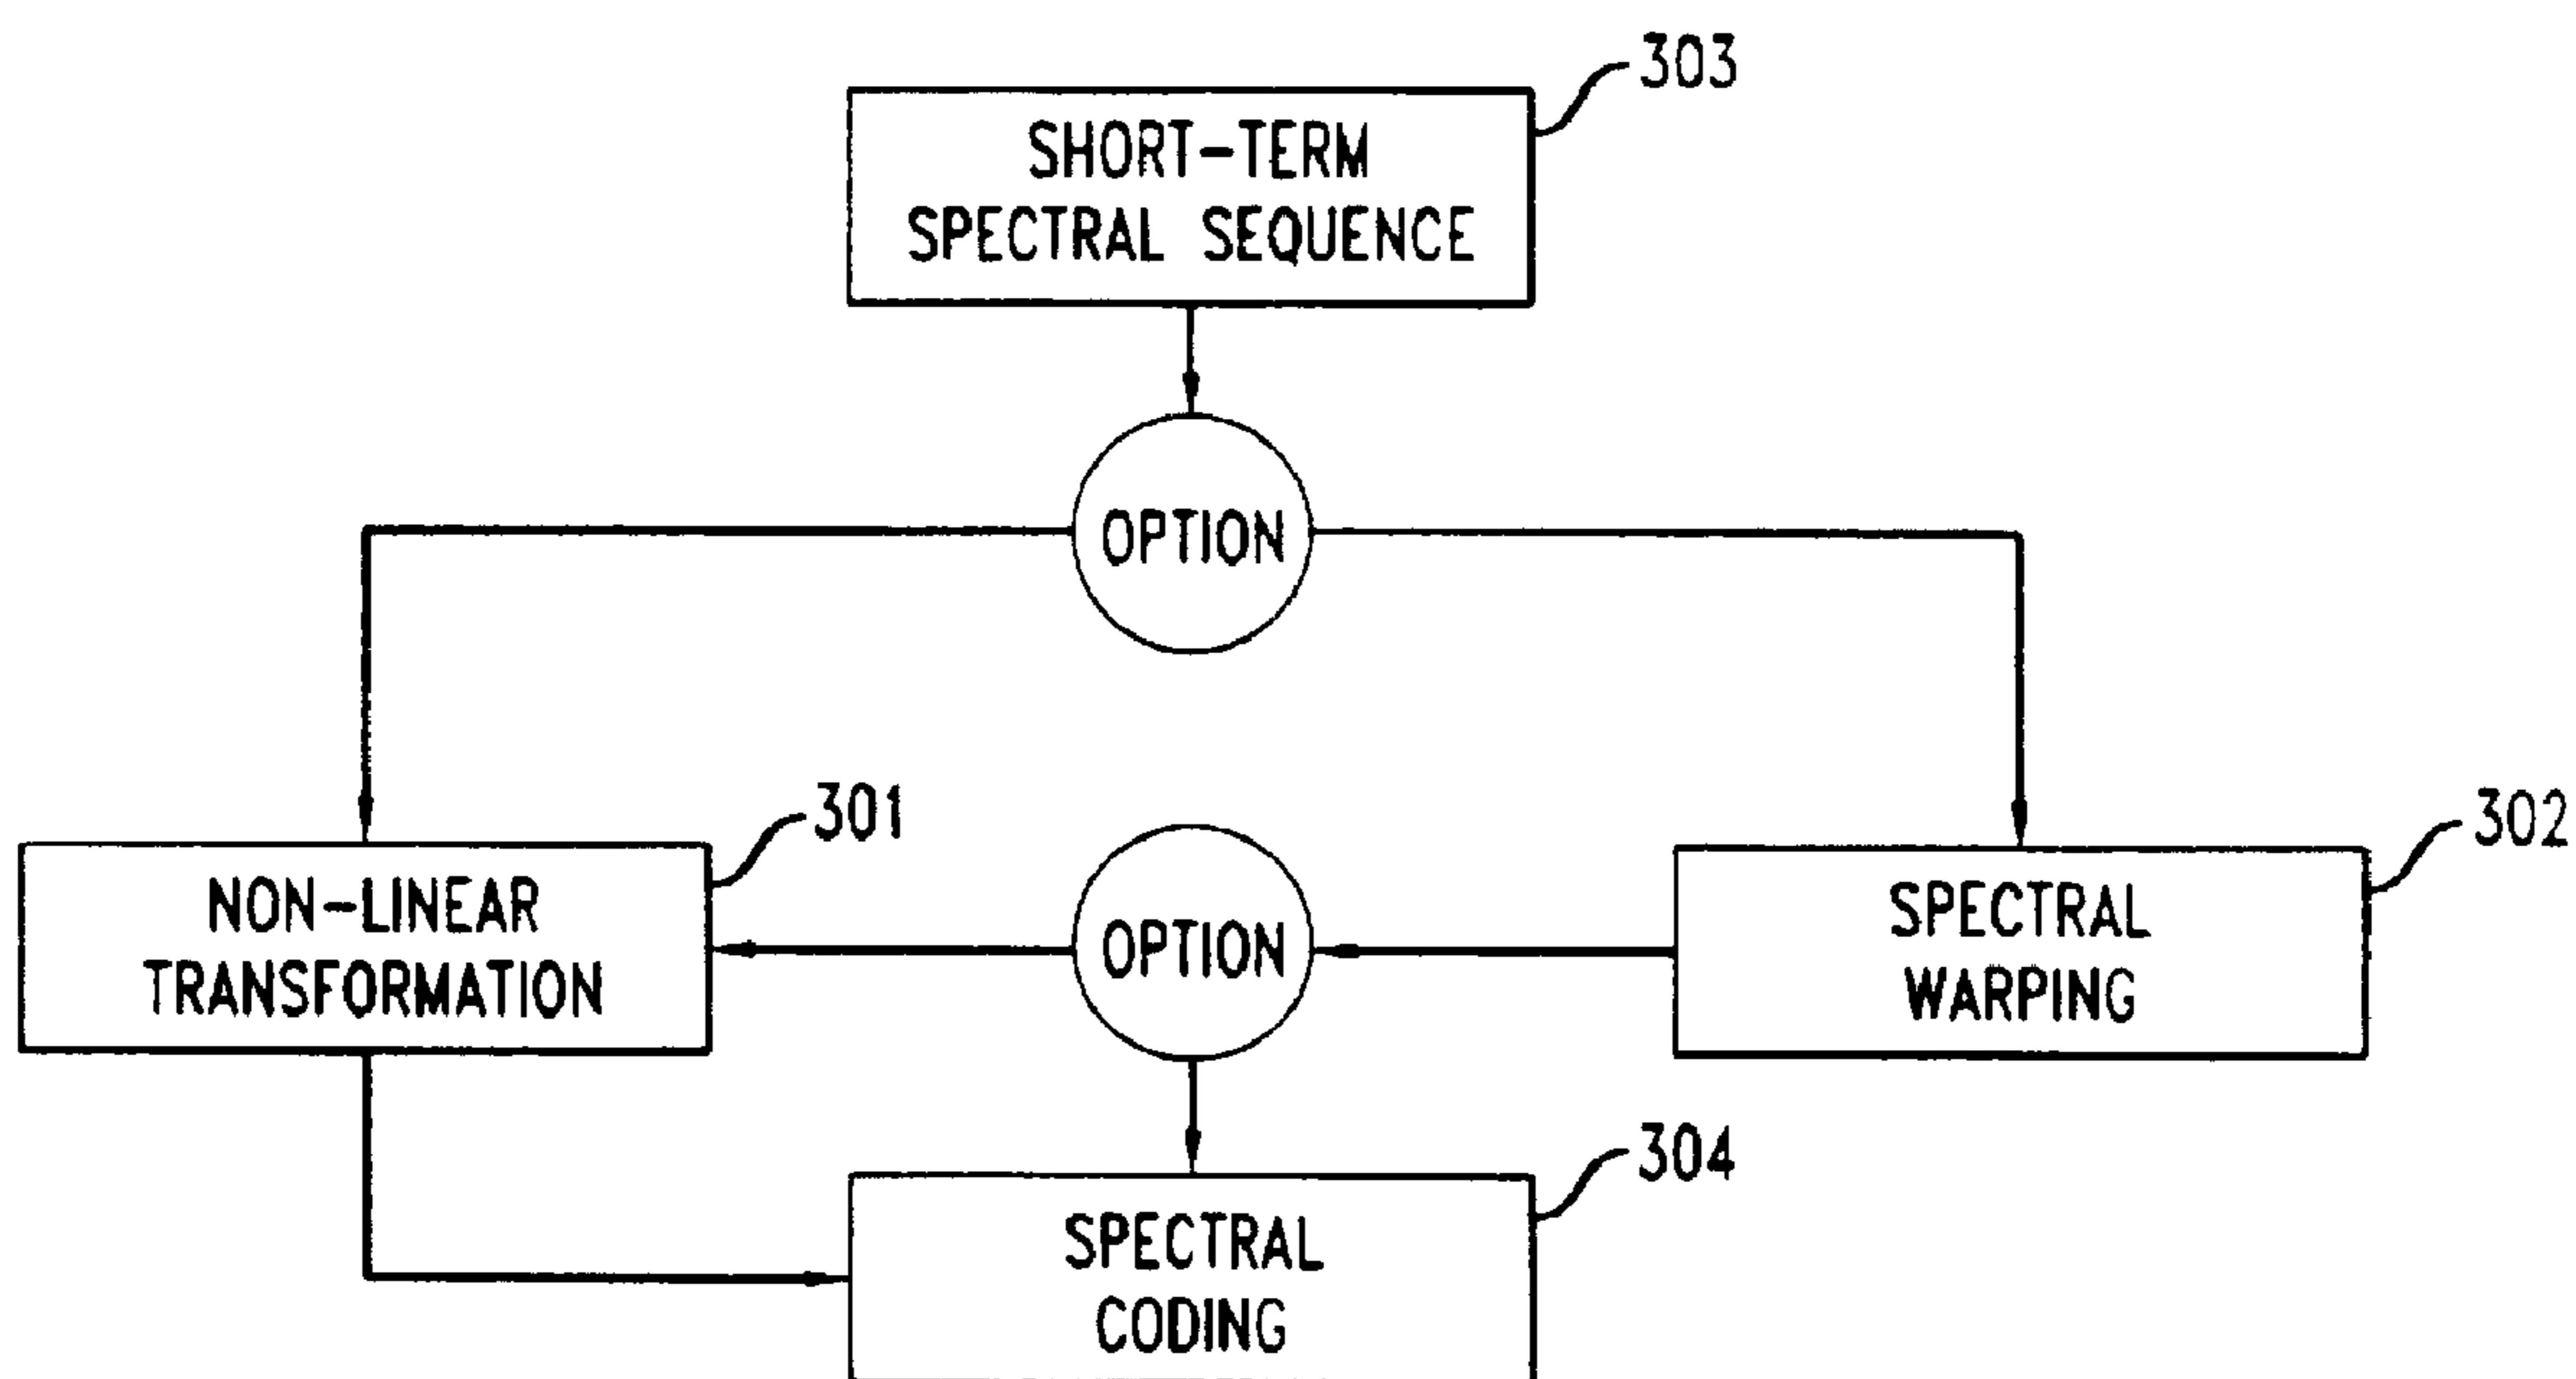 303
SHORT-TERM
SPECTRAL SEQUENCE
OPTION
301
NON-LINEAR
TRANSFORMATION
OPTION
302
SPECTRAL
WARPING
304
SPECTRAL
CODING